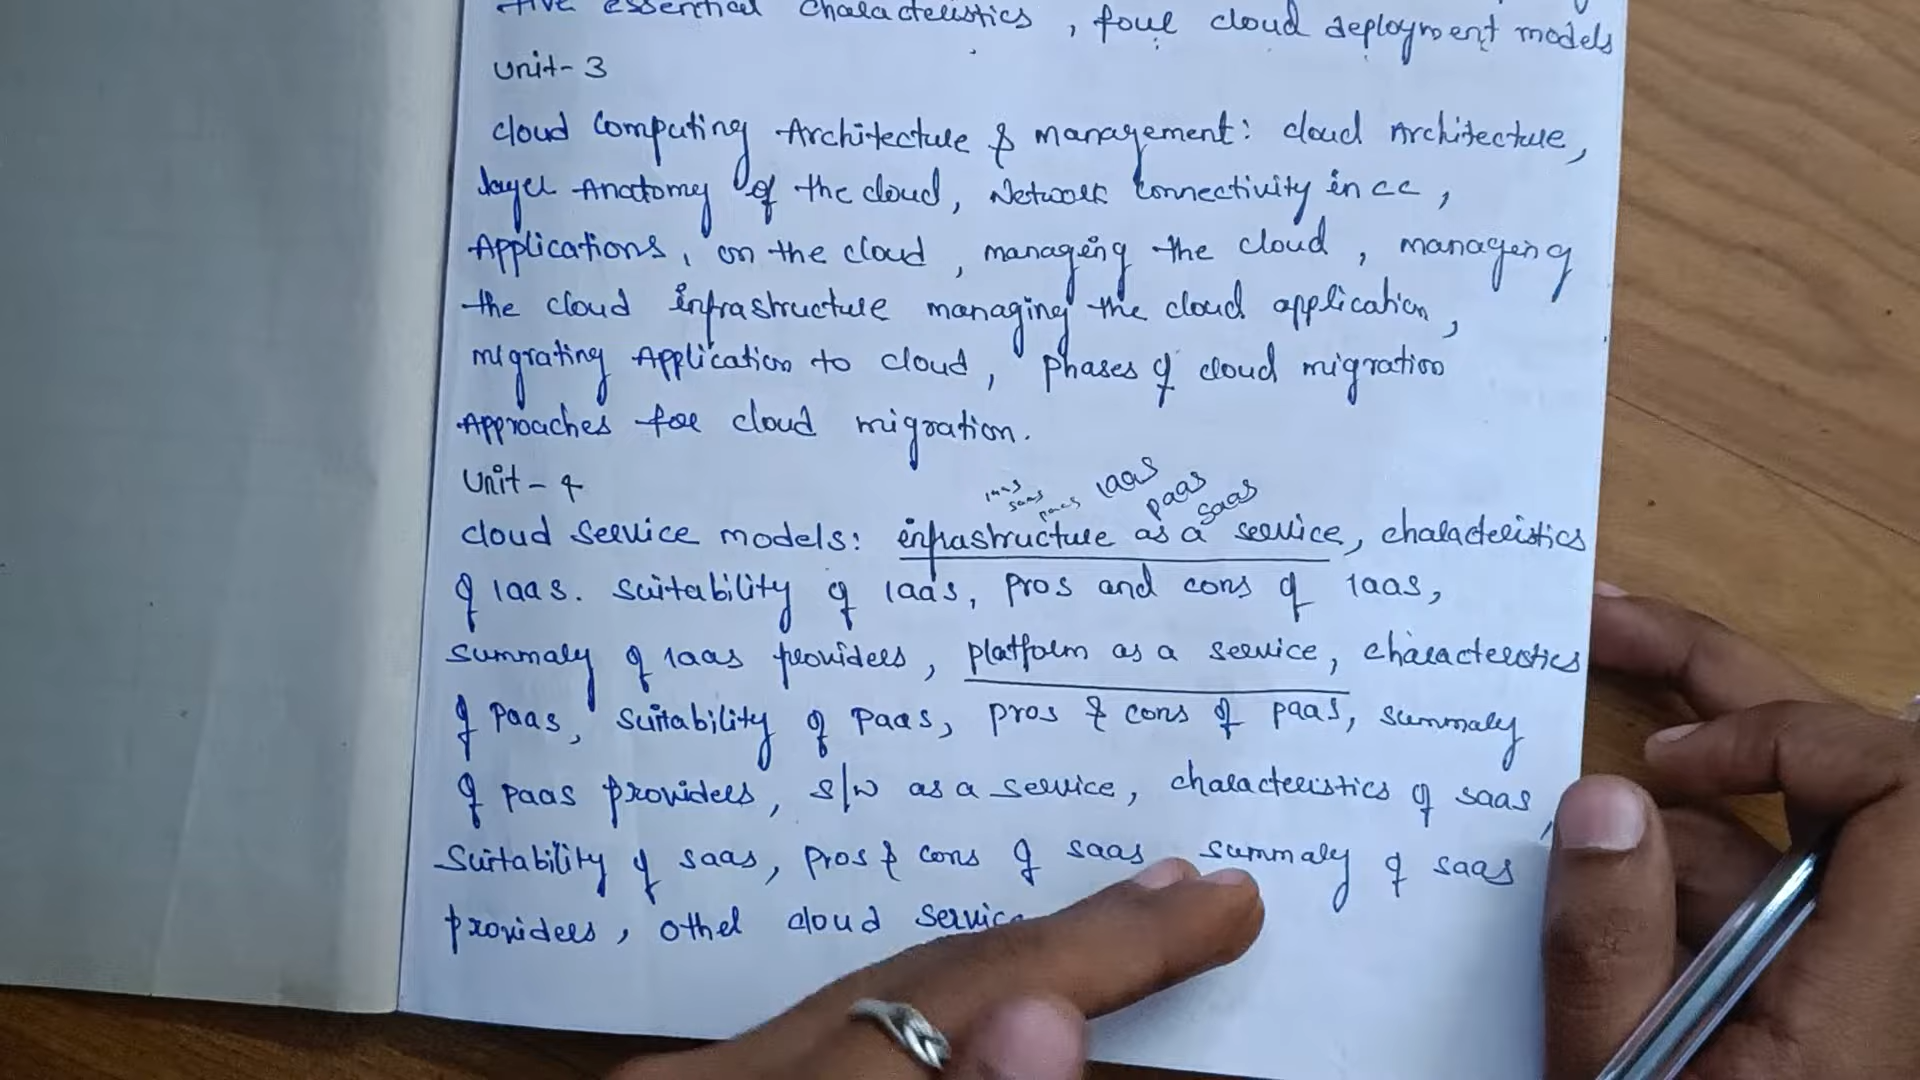 five essential characteristics, four cloud deployment models
Unit-3
cloud computing Architecture & management: cloud Architecture,
layer Anatomy of the cloud, Network connectivity in cc,
Applications, on the cloud, managing the cloud, managing
the cloud infrastructure managing the cloud application,
migrating Application to cloud, phases of cloud migration
Approaches for cloud migration.
Unit-4
iaas saas paas iaas paas saas
cloud service models: infrastructure as a service, characteristics
of iaas. suitability of iaas, pros and cons of iaas,
summary of iaas providers, platform as a service, characteristics
of paas, suitability of paas, pros & cons of paas, summary
of paas providers, s/w as a service, characteristics of saas,
suitability of saas, pros & cons of saas summary of saas
providers, other cloud